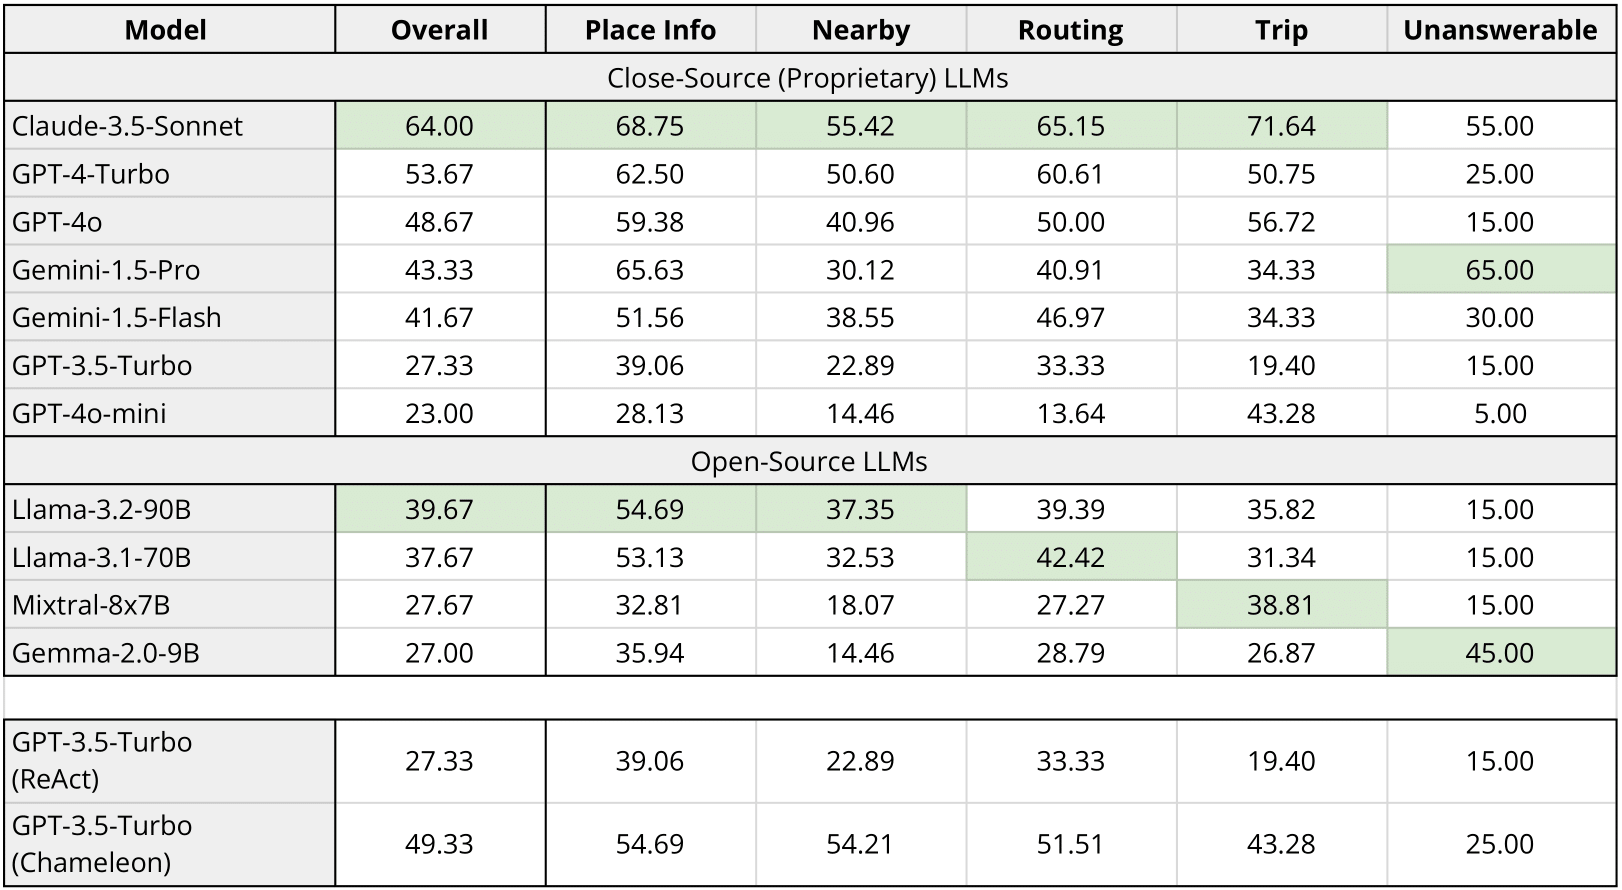 Model Overall Place Info Nearby Routing Trip Unanswerable
Close-Source (Proprietary) LLMs
Claude-3.5-Sonnet 64.00 68.75 55.42 65.15 71.64 55.00
GPT-4-Turbo 53.67 62.50 50.60 60.61 50.75 25.00
GPT-4o 48.67 59.38 40.96 50.00 56.72 15.00
Gemini-1.5-Pro 43.33 65.63 30.12 40.91 34.33 65.00
Gemini-1.5-Flash 41.67 51.56 38.55 46.97 34.33 30.00
GPT-3.5-Turbo 27.33 39.06 22.89 33.33 19.40 15.00
GPT-4o-mini 23.00 28.13 14.46 13.64 43.28 5.00
Open-Source LLMs
Llama-3.2-90B 39.67 54.69 37.35 39.39 35.82 15.00
Llama-3.1-70B 37.67 53.13 32.53 42.42 31.34 15.00
Mixtral-8x7B 27.67 32.81 18.07 27.27 38.81 15.00
Gemma-2.0-9B 27.00 35.94 14.46 28.79 26.87 45.00
GPT-3.5-Turbo
(ReAct) 27.33 39.06 22.89 33.33 19.40 15.00
GPT-3.5-Turbo
(Chameleon) 49.33 54.69 54.21 51.51 43.28 25.00